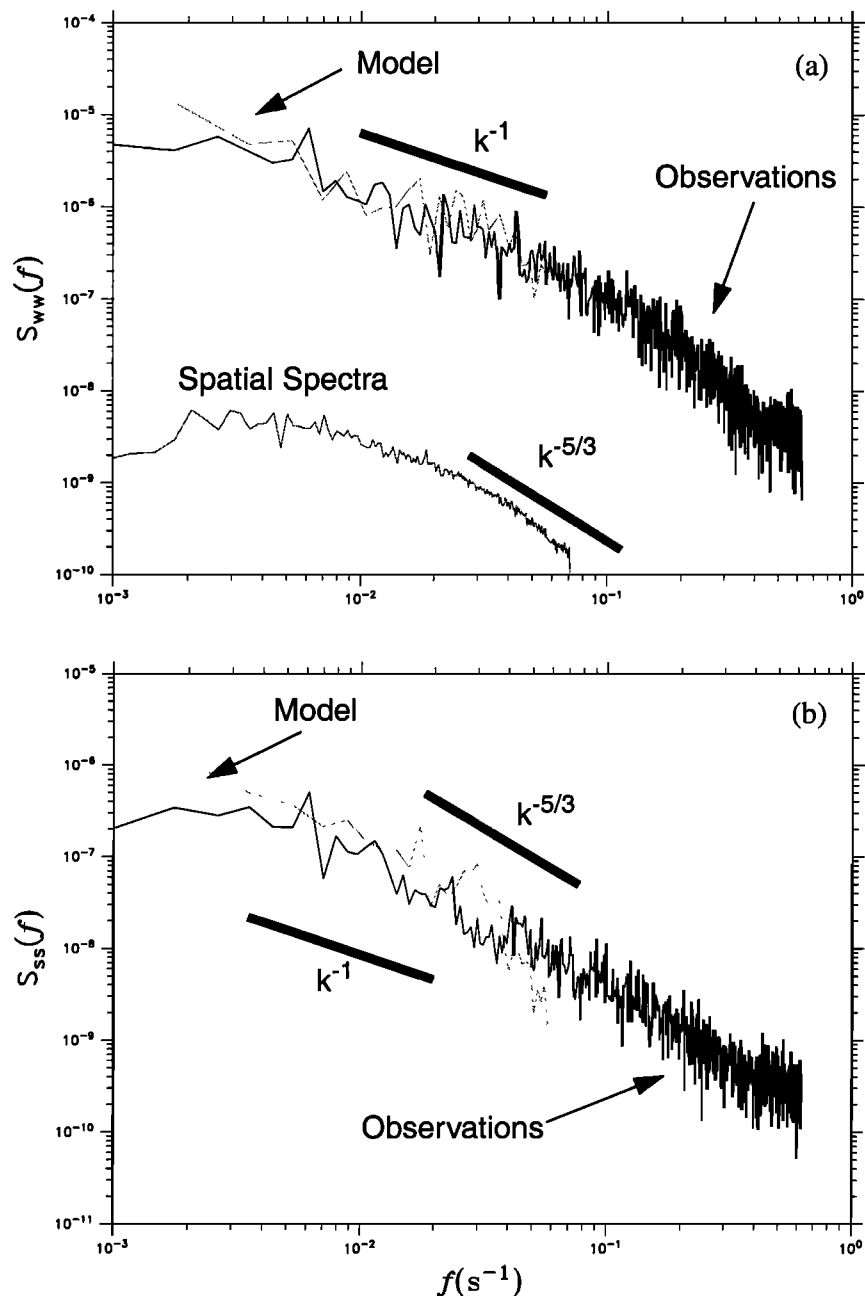 10⁻⁴
Model
(a)
10⁻⁵
k⁻¹
Observations
10⁻⁶
S_ww(f)
10⁻⁷
10⁻⁸
Spatial Spectra
k⁻⁵/³
10⁻⁹
10⁻¹⁰
10⁻³ 10⁻² 10⁻¹ 10⁰
10⁻⁵
Model
(b)
10⁻⁶
k⁻⁵/³
10⁻⁷
S_ss(f)
10⁻⁸
k⁻¹
10⁻⁹
Observations
10⁻¹⁰
10⁻¹¹
10⁻³ 10⁻² 10⁻¹ 10⁰
f(s⁻¹)